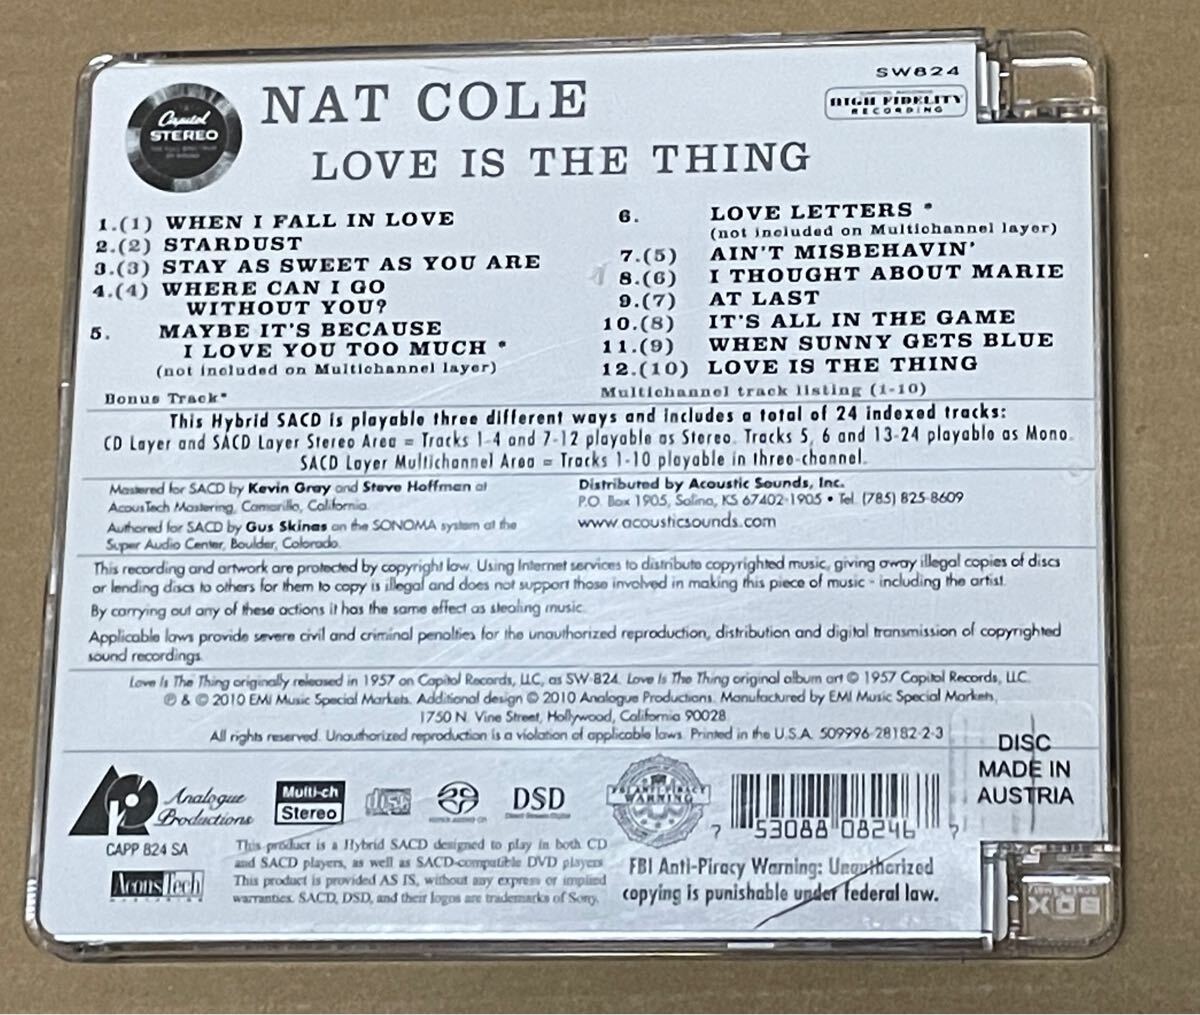 Capitol
STEREO
NAT COLE
LOVE IS THE THING
SW824
HIGH FIDELITY
RECORDING
1.(1) WHEN I FALL IN LOVE
2.(2) STARDUST
3.(3) STAY AS SWEET AS YOU ARE
4.(4) WHERE CAN I GO
WITHOUT YOU?
5. MAYBE IT'S BECAUSE
I LOVE YOU TOO MUCH *
(not included on Multichannel layer)
Bonus Track*
6. LOVE LETTERS *
(not included on Multichannel layer)
7.(5) AIN'T MISBEHAVIN'
8.(6) I THOUGHT ABOUT MARIE
9.(7) AT LAST
10.(8) IT'S ALL IN THE GAME
11.(9) WHEN SUNNY GETS BLUE
12.(10) LOVE IS THE THING
Multichannel track listing (1-10)
This Hybrid SACD is playable three different ways and includes a total of 24 indexed tracks:
CD Layer and SACD Layer Stereo Area = Tracks 1-4 and 7-12 playable as Stereo. Tracks 5, 6 and 13-24 playable as Mono.
SACD Layer Multichannel Area = Tracks 1-10 playable in three-channel.
Mastered for SACD by Kevin Gray and Steve Hoffman at
AcousTech Mastering, Camarillo, California.
Authored for SACD by Gus Skinas on the SONOMA system at the
Super Audio Center, Boulder, Colorado.
Distributed by Acoustic Sounds, Inc.
P.O. Box 1905, Salina, KS 67402-1905 • Tel. (785) 825-8609
www.acousticsounds.com
This recording and artwork are protected by copyright law. Using Internet services to distribute copyrighted music, giving away illegal copies of discs
or lending discs to others for them to copy is illegal and does not support those involved in making this piece of music - including the artist.
By carrying out any of these actions it has the same effect as stealing music.
Applicable laws provide severe civil and criminal penalties for the unauthorized reproduction, distribution and digital transmission of copyrighted
sound recordings.
Love Is The Thing originally released in 1957 on Capitol Records, LLC, as SW-824. Love Is The Thing original album art © 1957 Capitol Records, LLC.
℗ & © 2010 EMI Music Special Markets. Additional design © 2010 Analogue Productions. Manufactured by EMI Music Special Markets,
1750 N. Vine Street, Hollywood, California 90028.
All rights reserved. Unauthorized reproduction is a violation of applicable laws. Printed in the U.S.A. 509996-28182-2-3
DISC
MADE IN
AUSTRIA
Analogue
Productions
CAPP 824 SA
AcousTech
MASTERING
Multi-ch
Stereo
disc
SUPER AUDIO CD
DSD
Direct Stream Digital
This product is a Hybrid SACD designed to play in both CD
and SACD players, as well as SACD-compatible DVD players
This product is provided AS IS, without any express or implied
warranties. SACD, DSD, and their logos are trademarks of Sony.
FBI ANTI-PIRACY
WARNING
FBI Anti-Piracy Warning: Unauthorized
copying is punishable under federal law.
7 53088 08246 7